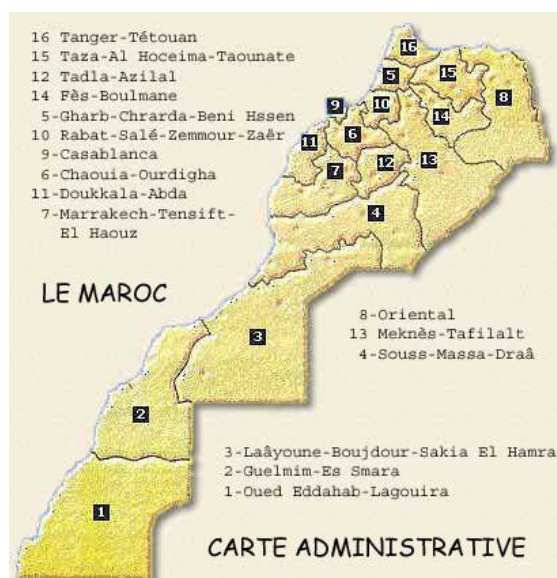 16 Tanger-Tétouan
15 Taza-Al Hoceima-Taounate
12 Tadla-Azilal
14 Fès-Boulmane
5-Gharb-Chrarda-Beni Hssen
10 Rabat-Salé-Zemmour-Zaër
9-Casablanca
6-Chaouia-Ourdigha
11-Doukkala-Abda
7-Marrakech-Tensift-
El Haouz
16
5
15
8
9
10
14
11
6
7
12
13
4
LE MAROC
8-Oriental
13 Meknès-Tafilalt
4-Souss-Massa-Draâ
3
2
3-Laâyoune-Boujdour-Sakia El Hamra
2-Guelmim-Es Smara
1-Oued Eddahab-Lagouira
1
CARTE ADMINISTRATIVE